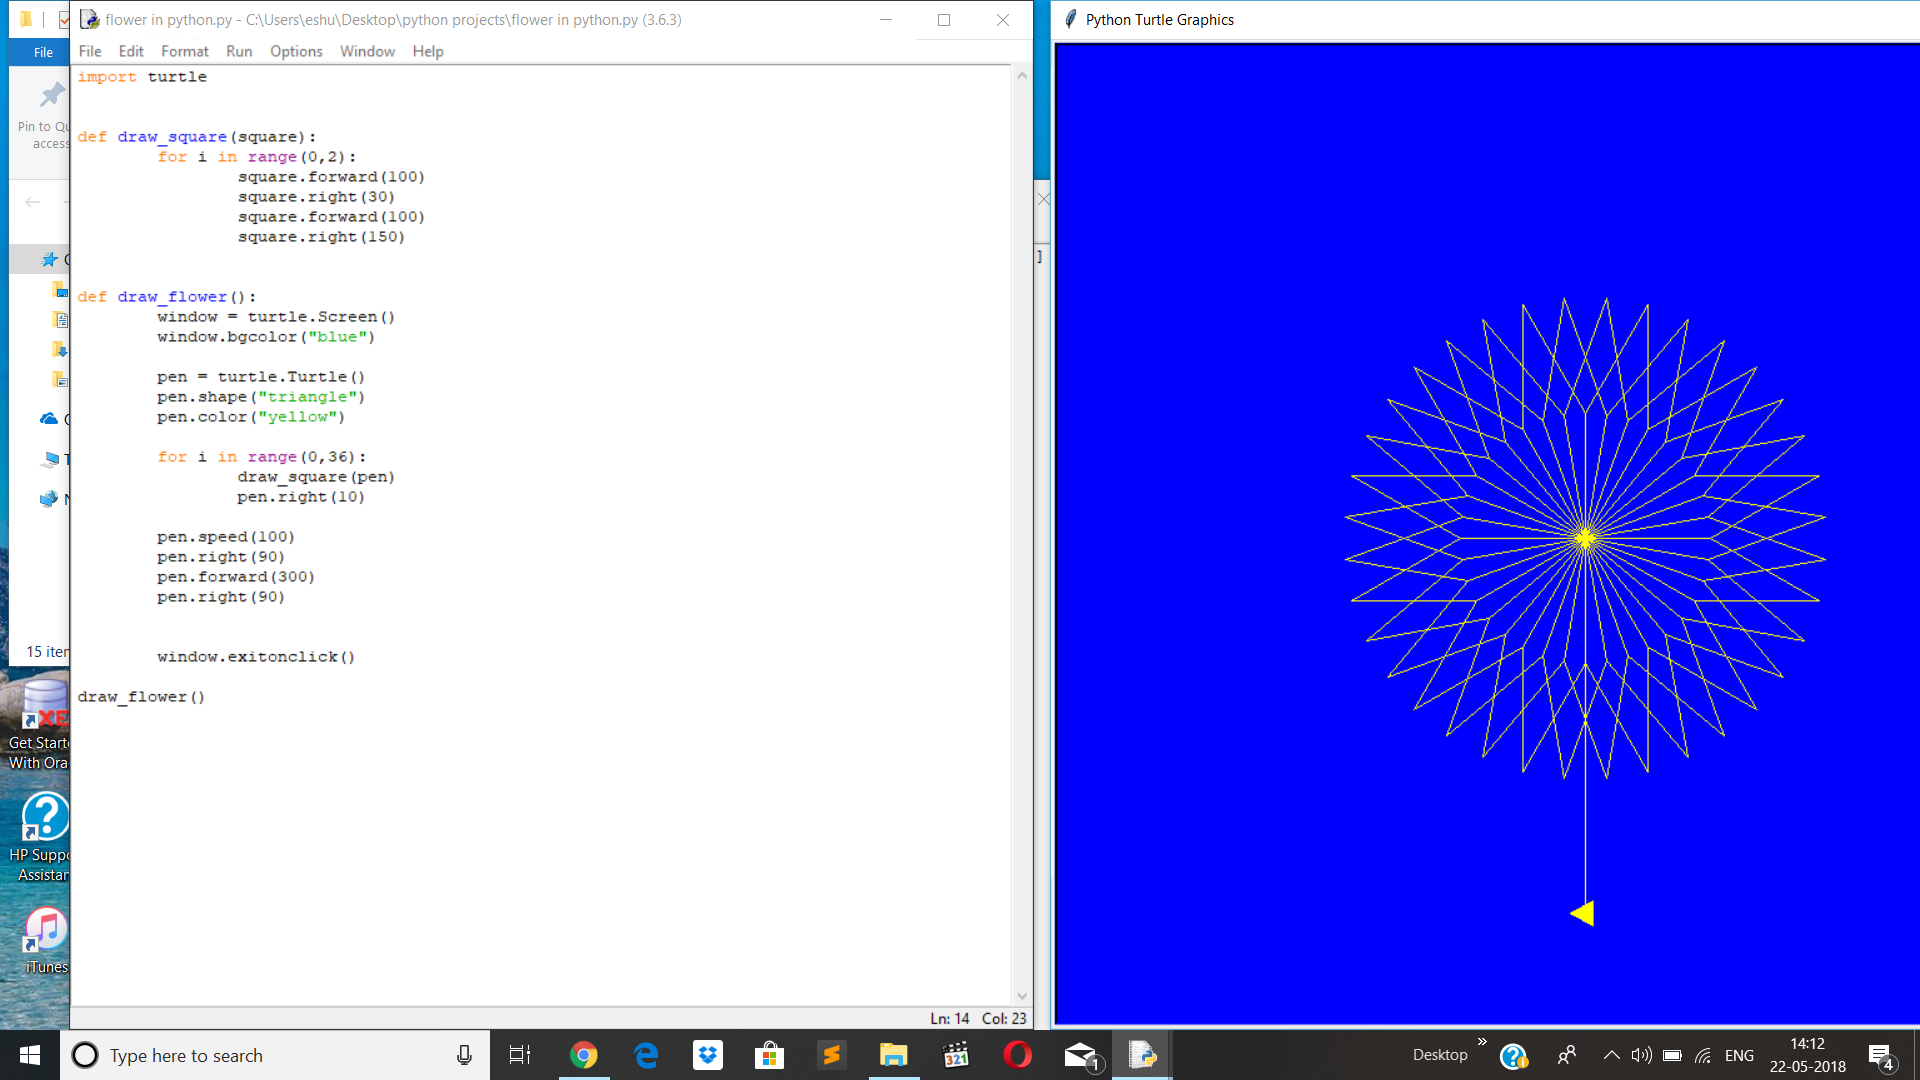 flower in python.py - C:\Users\eshu\Desktop\python projects\flower in python.py (3.6.3)
File Edit Format Run Options Window Help
import turtle
def draw_square(square):
        for i in range(0,2):
                square.forward(100)
                square.right(30)
                square.forward(100)
                square.right(150)
def draw_flower():
        window = turtle.Screen()
        window.bgcolor("blue")
        pen = turtle.Turtle()
        pen.shape("triangle")
        pen.color("yellow")
        for i in range(0,36):
                draw_square(pen)
                pen.right(10)
        pen.speed(100)
        pen.right(90)
        pen.forward(300)
        pen.right(90)
        window.exitonclick()
draw_flower()
Ln: 14 Col: 23
Python Turtle Graphics
]
File
Pin to Qu
access
15 iter
XE
Get Start
With Ora
HP Suppo
Assistan
iTunes
Type here to search
321
1
Desktop
ENG
14:12
22-05-2018
4